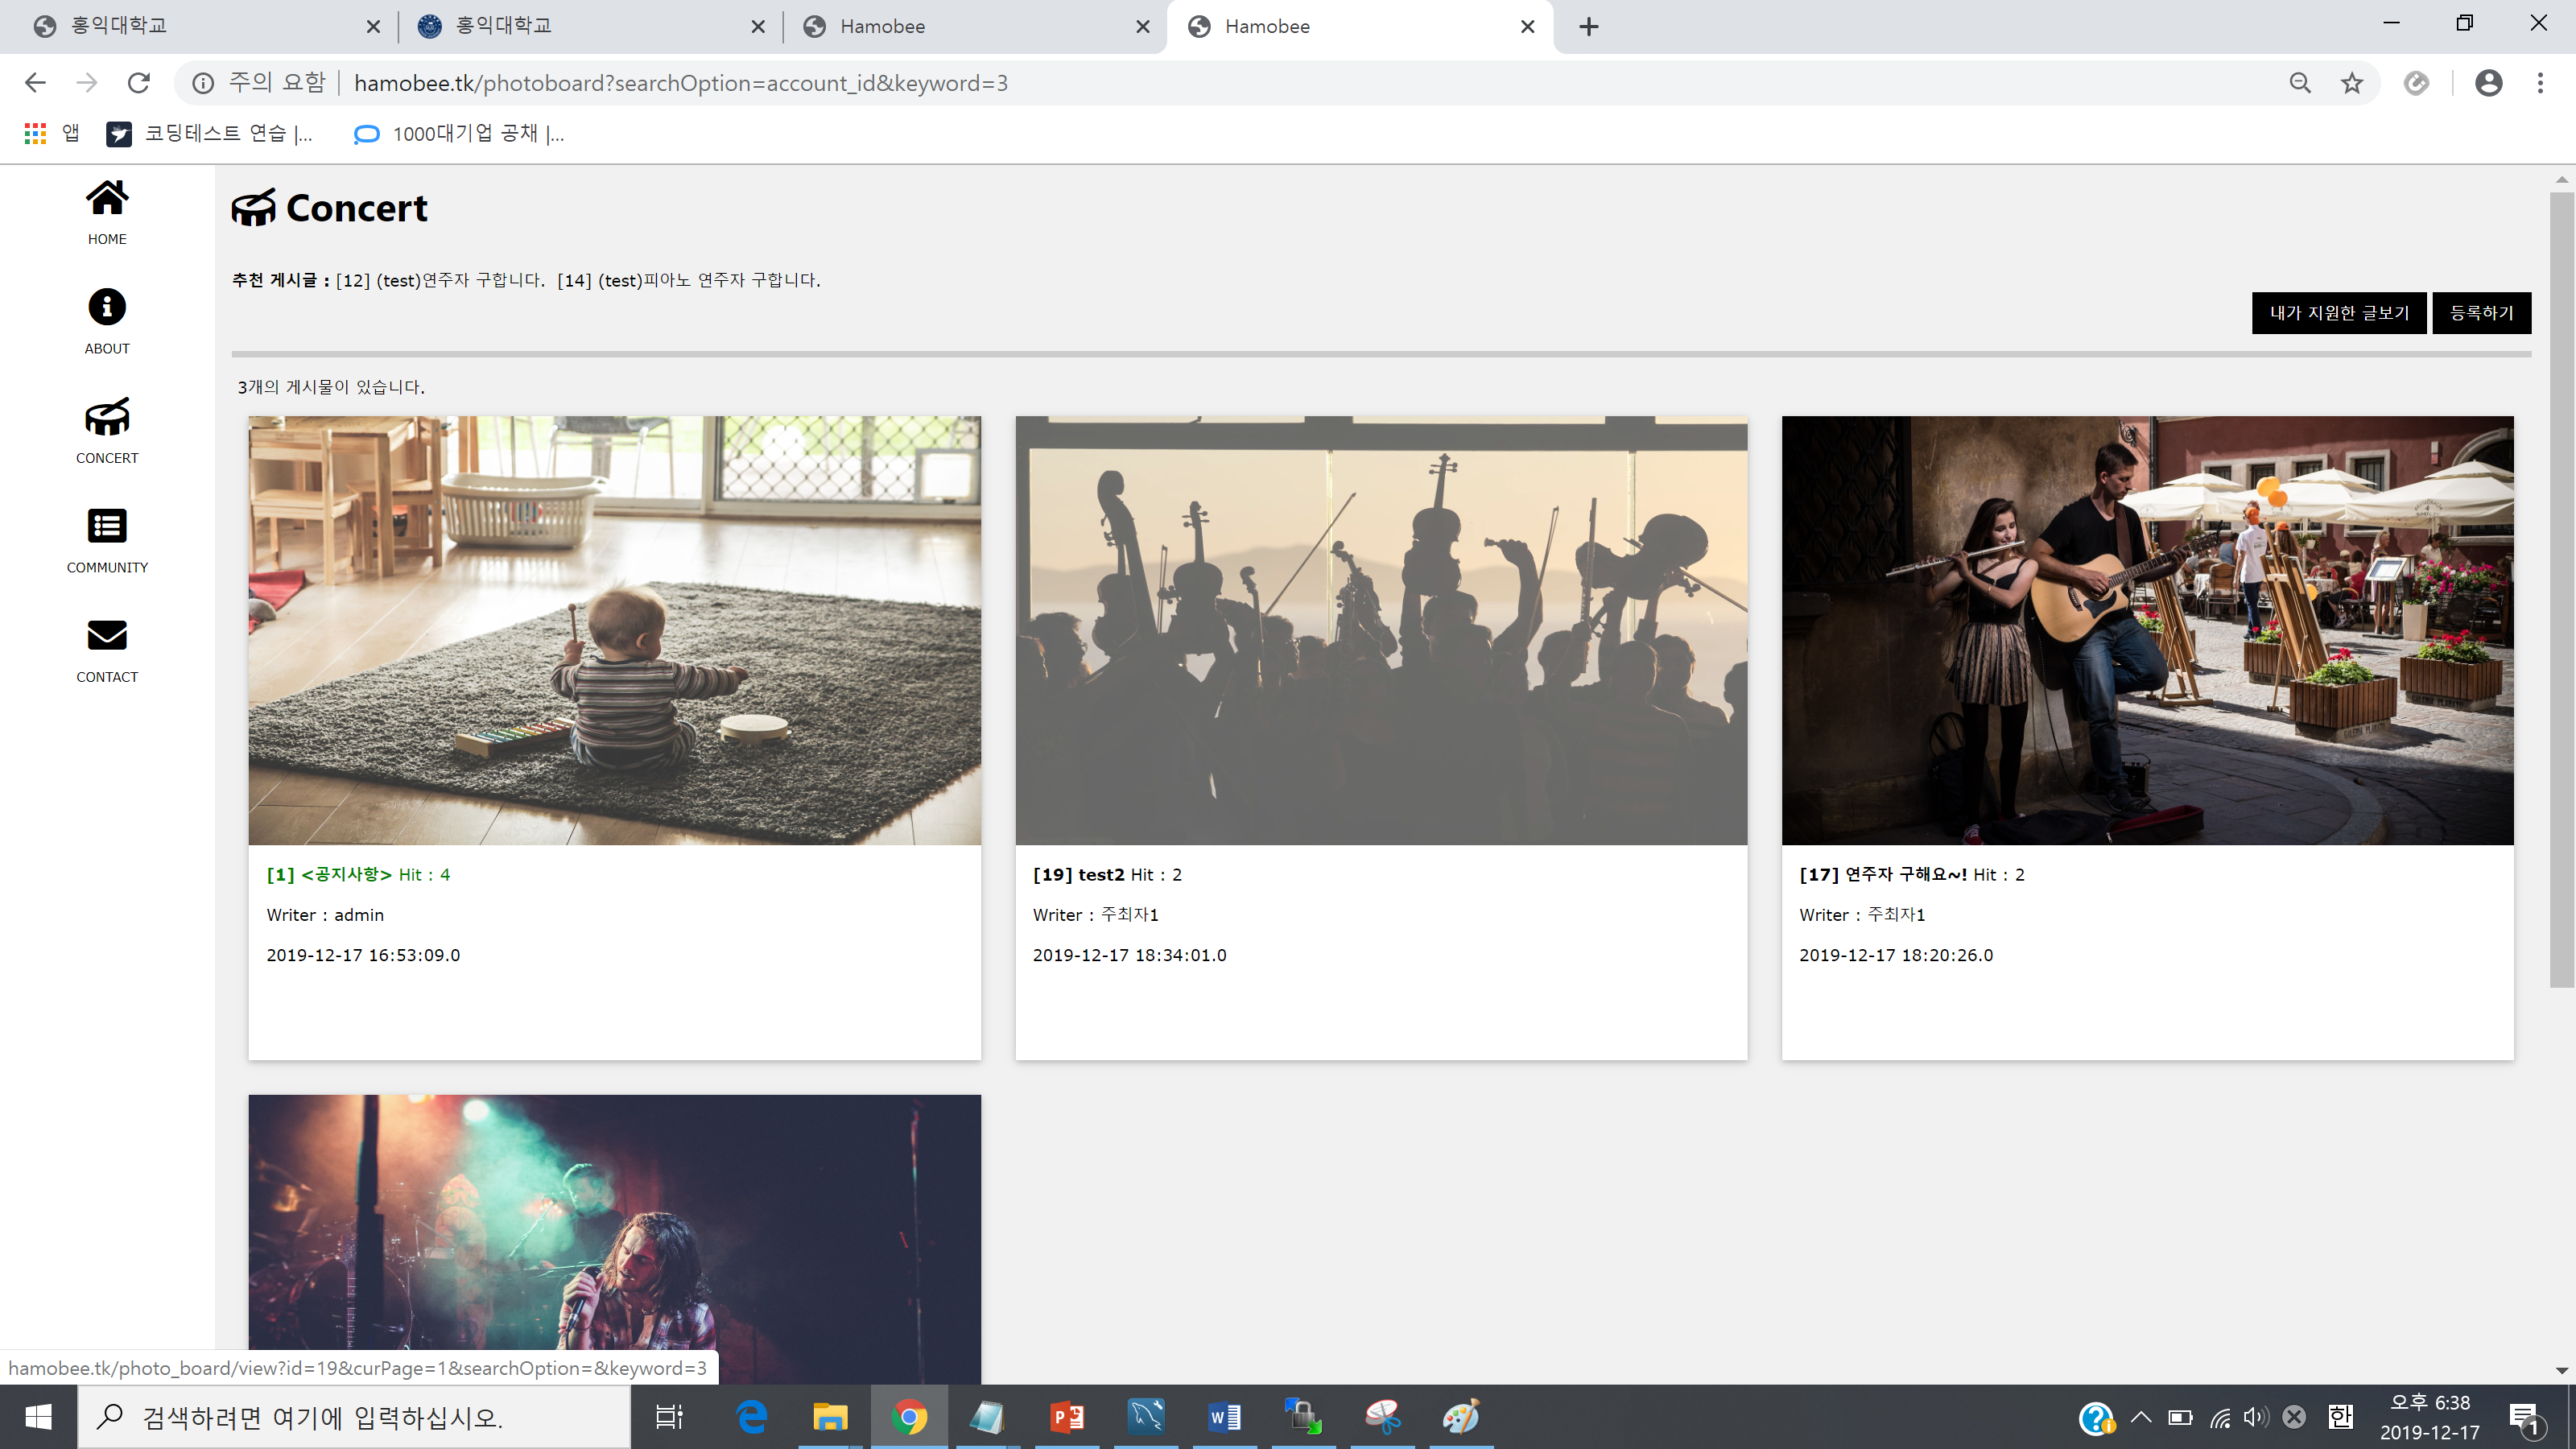 홍익대학교
홍익대학교
Hamobee
Hamobee
주의 요함
hamobee.tk/photoboard?searchOption=account_id&keyword=3
앱
코딩테스트 연습 |...
1000대기업 공채 |...
HOME
ABOUT
CONCERT
COMMUNITY
CONTACT
Concert
추천 게시글 : [12] (test)연주자 구합니다. [14] (test)피아노 연주자 구합니다.
내가 지원한 글보기
등록하기
3개의 게시물이 있습니다.
[1] <공지사항> Hit : 4
Writer : admin
2019-12-17 16:53:09.0
[19] test2 Hit : 2
Writer : 주최자1
2019-12-17 18:34:01.0
[17] 연주자 구해요~! Hit : 2
Writer : 주최자1
2019-12-17 18:20:26.0
hamobee.tk/photo_board/view?id=19&curPage=1&searchOption=&keyword=3
검색하려면 여기에 입력하십시오.
한
오후 6:38
2019-12-17
1